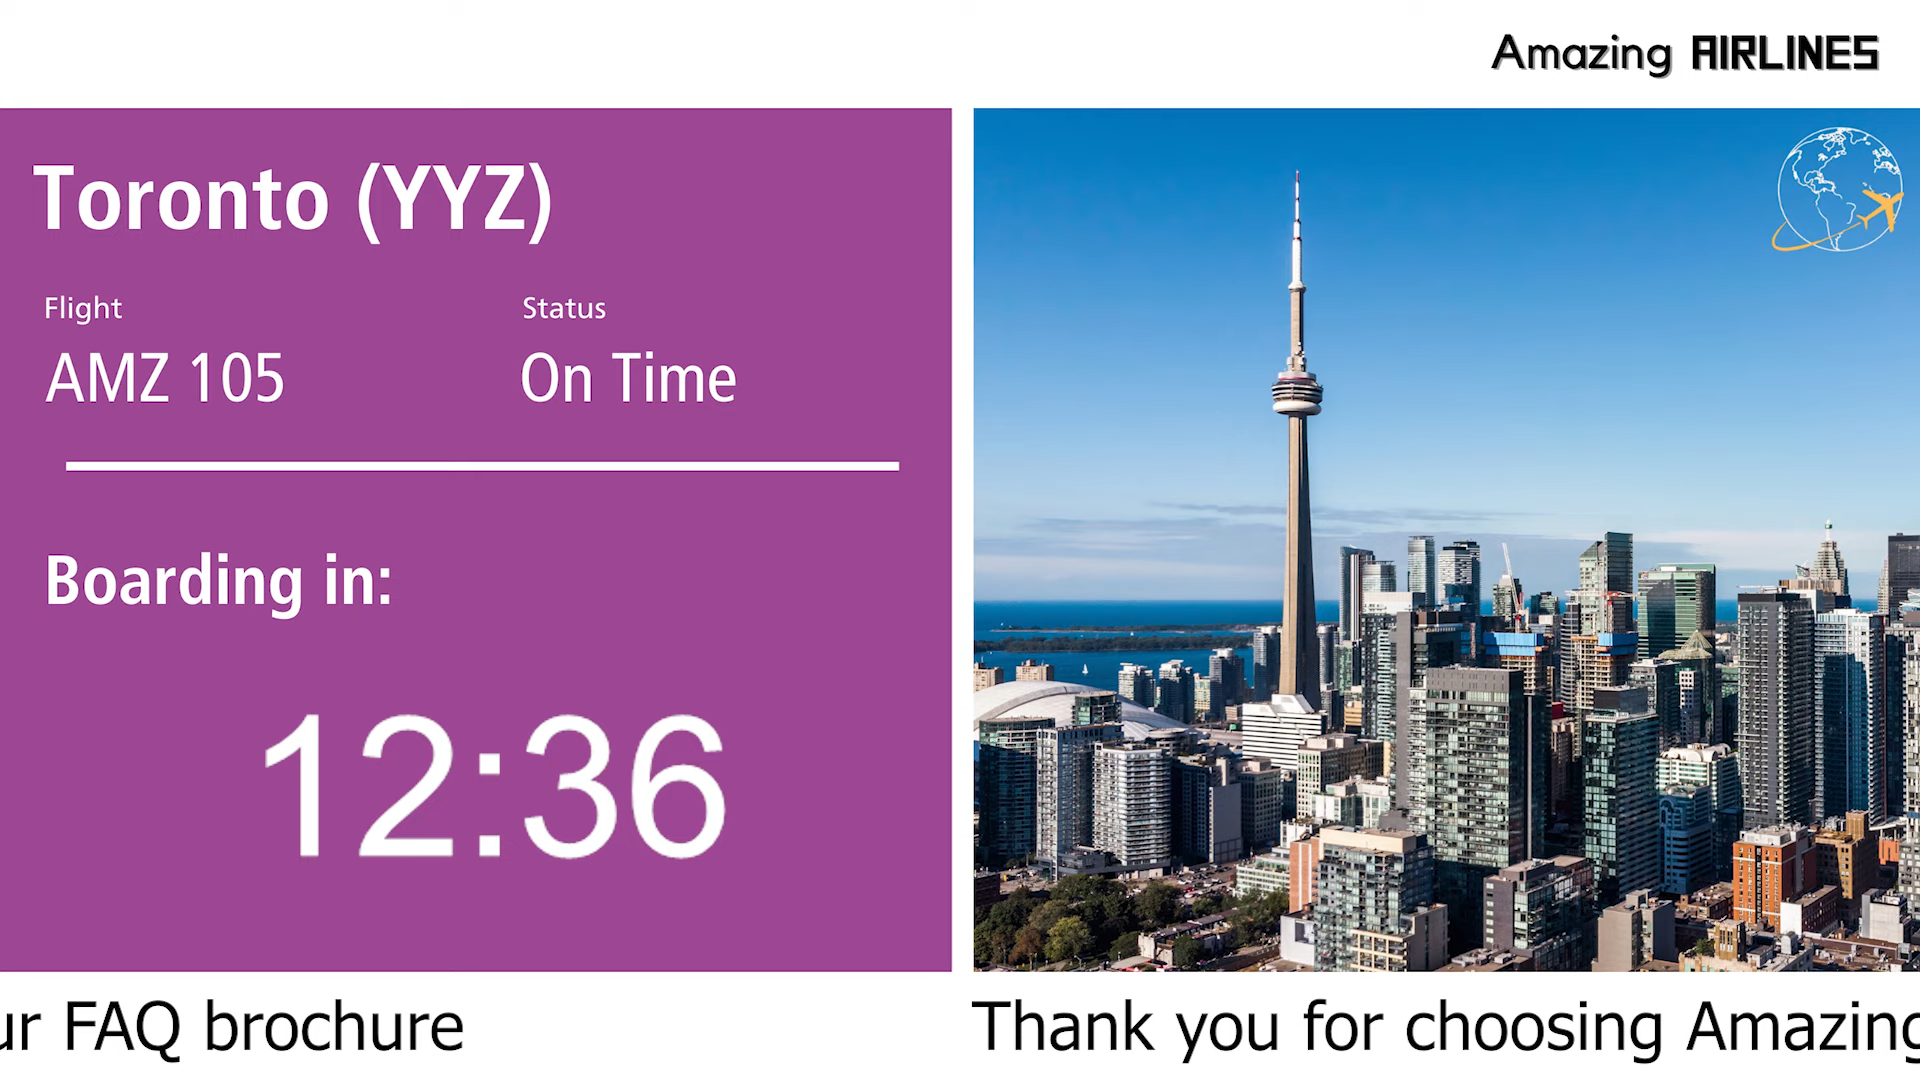 Amazing AIRLINES
Toronto (YYZ)
Flight
Status
AMZ 105
On Time
Boarding in:
12:36
ur FAQ brochure
Thank you for choosing Amazing